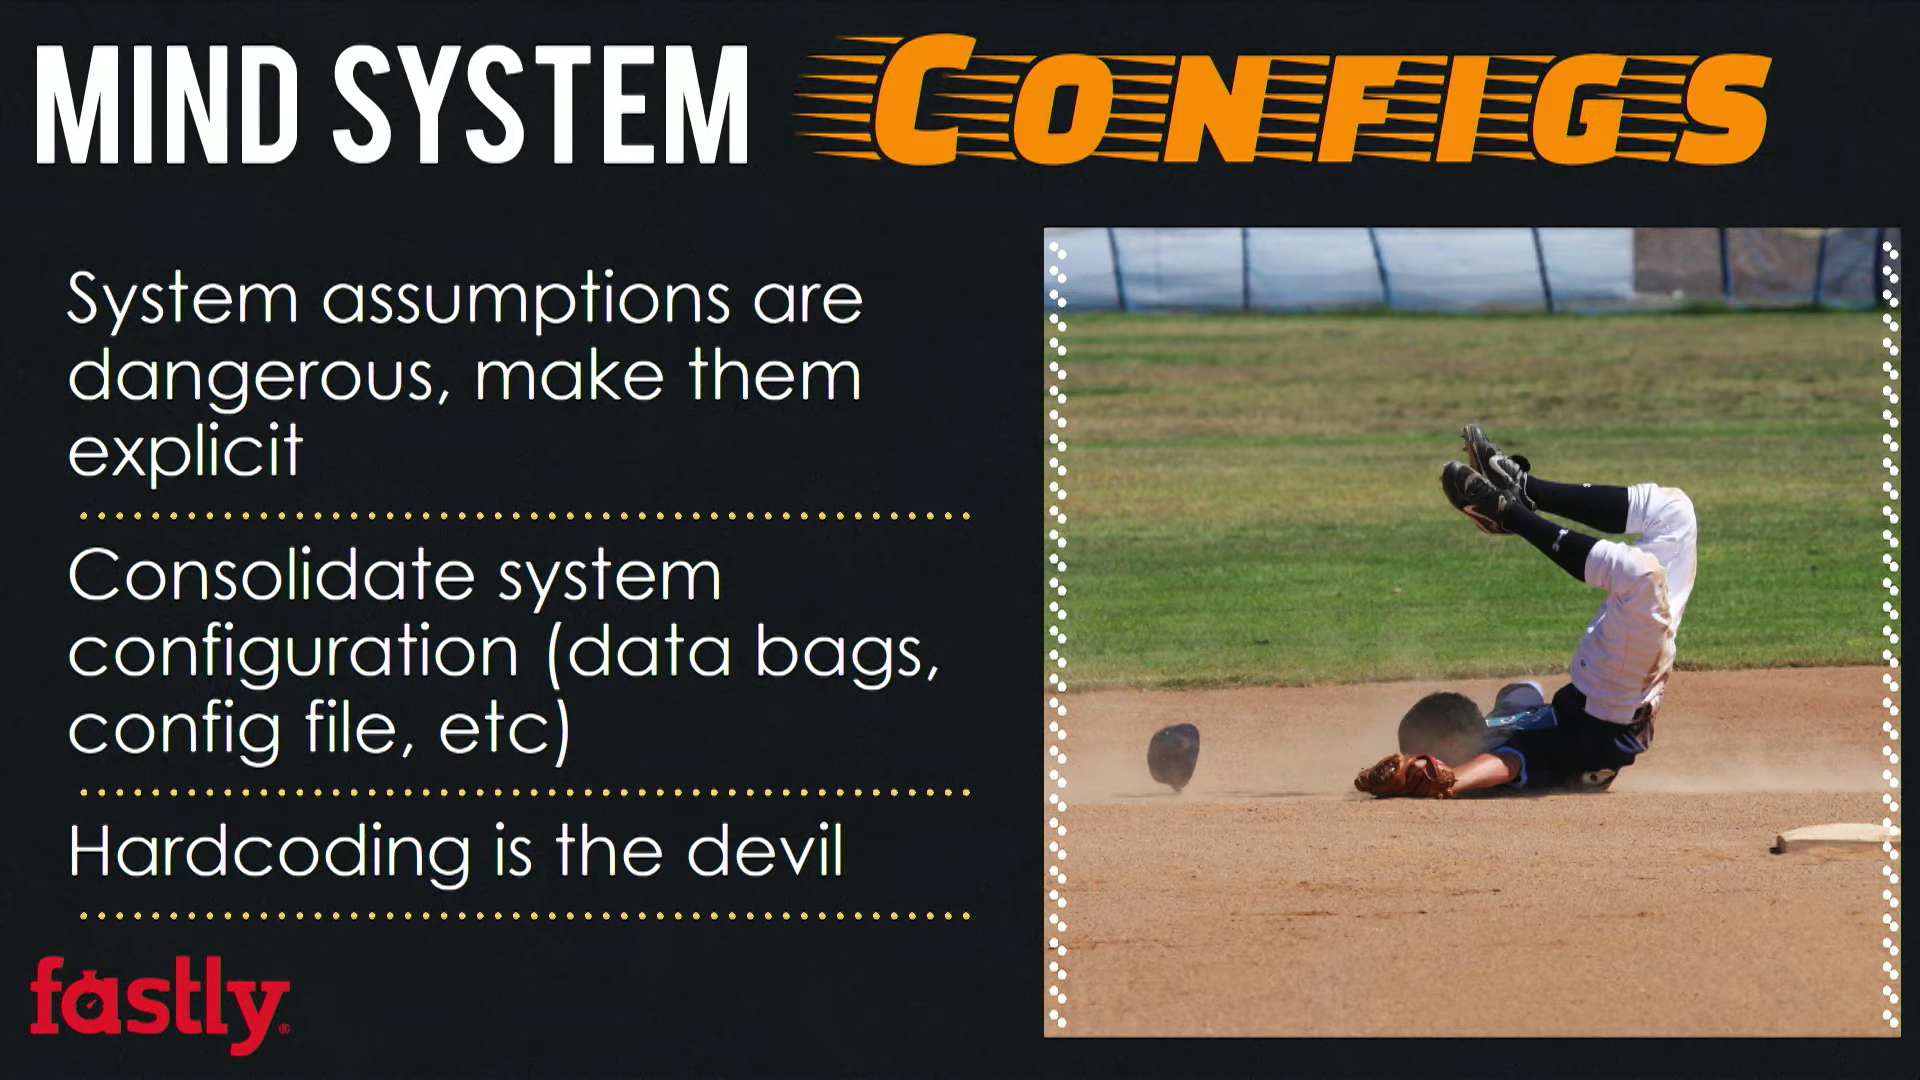 MIND SYSTEM CONFIGS
System assumptions are
dangerous, make them
explicit
Consolidate system
configuration (data bags,
config file, etc)
Hardcoding is the devil
fastly®